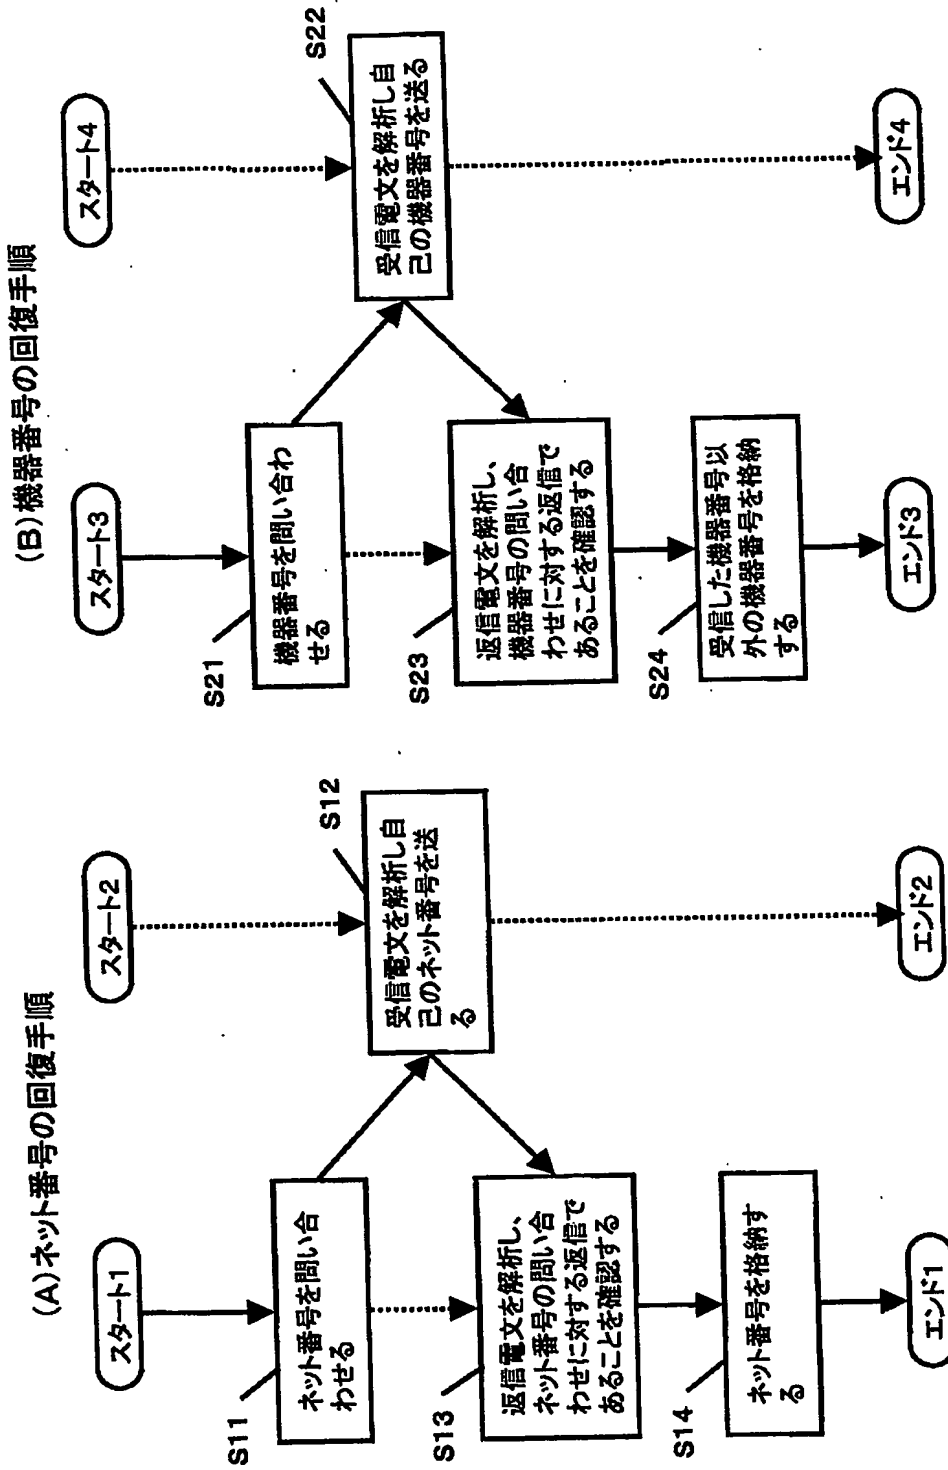 (A)ネット番号の回復手順
スタート1
スタート2
S11
ネット番号を問い合
わせる
S12
受信電文を解析し自
己のネット番号を送
る
S13
返信電文を解析し、
ネット番号の問い合
わせに対する返信で
あることを確認する
S14
ネット番号を格納す
る
エンド1
エンド2
(B)機器番号の回復手順
スタート3
スタート4
S21
機器番号を問い合わ
せる
S22
受信電文を解析し自
己の機器番号を送る
S23
返信電文を解析し、
機器番号の問い合
わせに対する返信で
あることを確認する
S24
受信した機器番号以
外の機器番号を格納
する
エンド3
エンド4